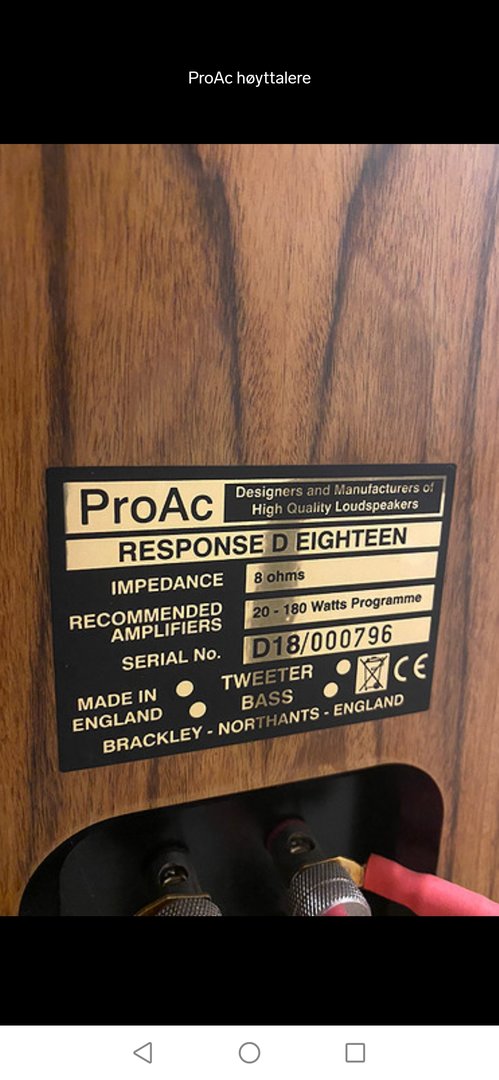 ProAc høyttalere
ProAc
Designers and Manufacturers of
High Quality Loudspeakers
RESPONSE D EIGHTEEN
IMPEDANCE 8 ohms
RECOMMENDED
AMPLIFIERS 20 - 180 Watts Programme
SERIAL No. D18/000796
MADE IN
ENGLAND
TWEETER
BASS
CE
BRACKLEY - NORTHANTS - ENGLAND